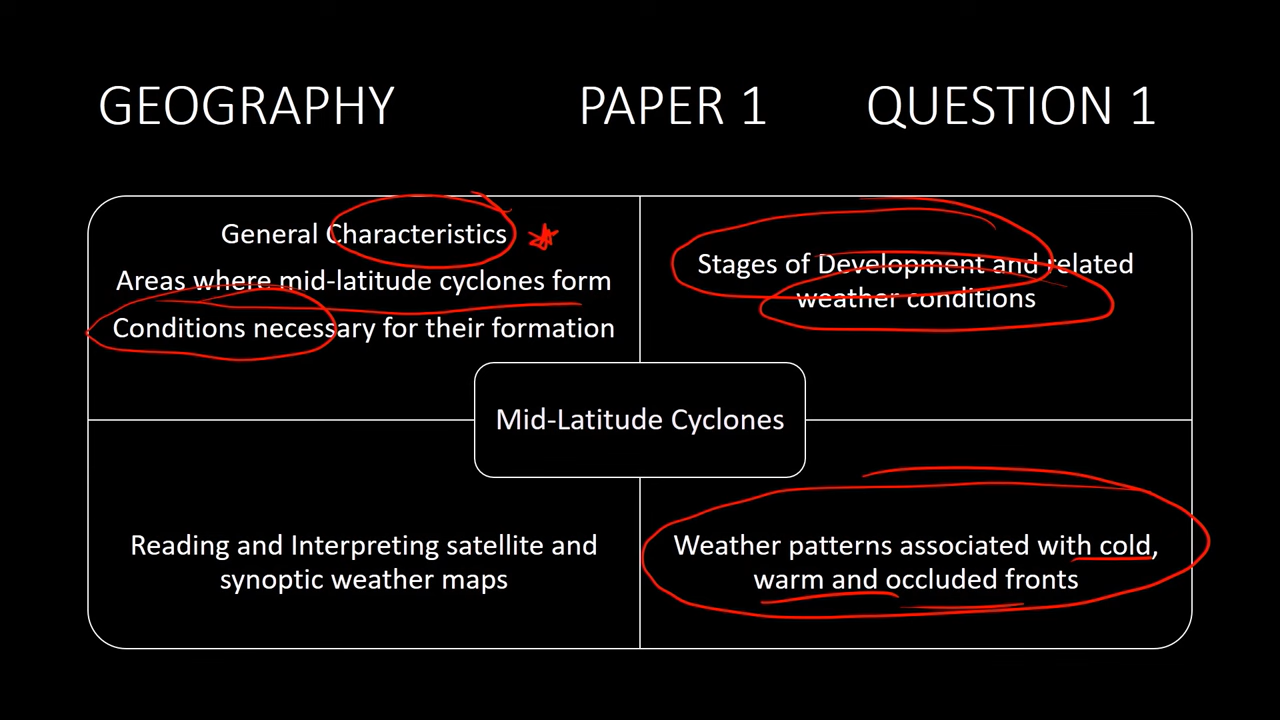 GEOGRAPHY PAPER 1 QUESTION 1
General Characteristics
Areas where mid-latitude cyclones form
Conditions necessary for their formation
Stages of Development and related
weather conditions
Mid-Latitude Cyclones
Reading and Interpreting satellite and
synoptic weather maps
Weather patterns associated with cold,
warm and occluded fronts